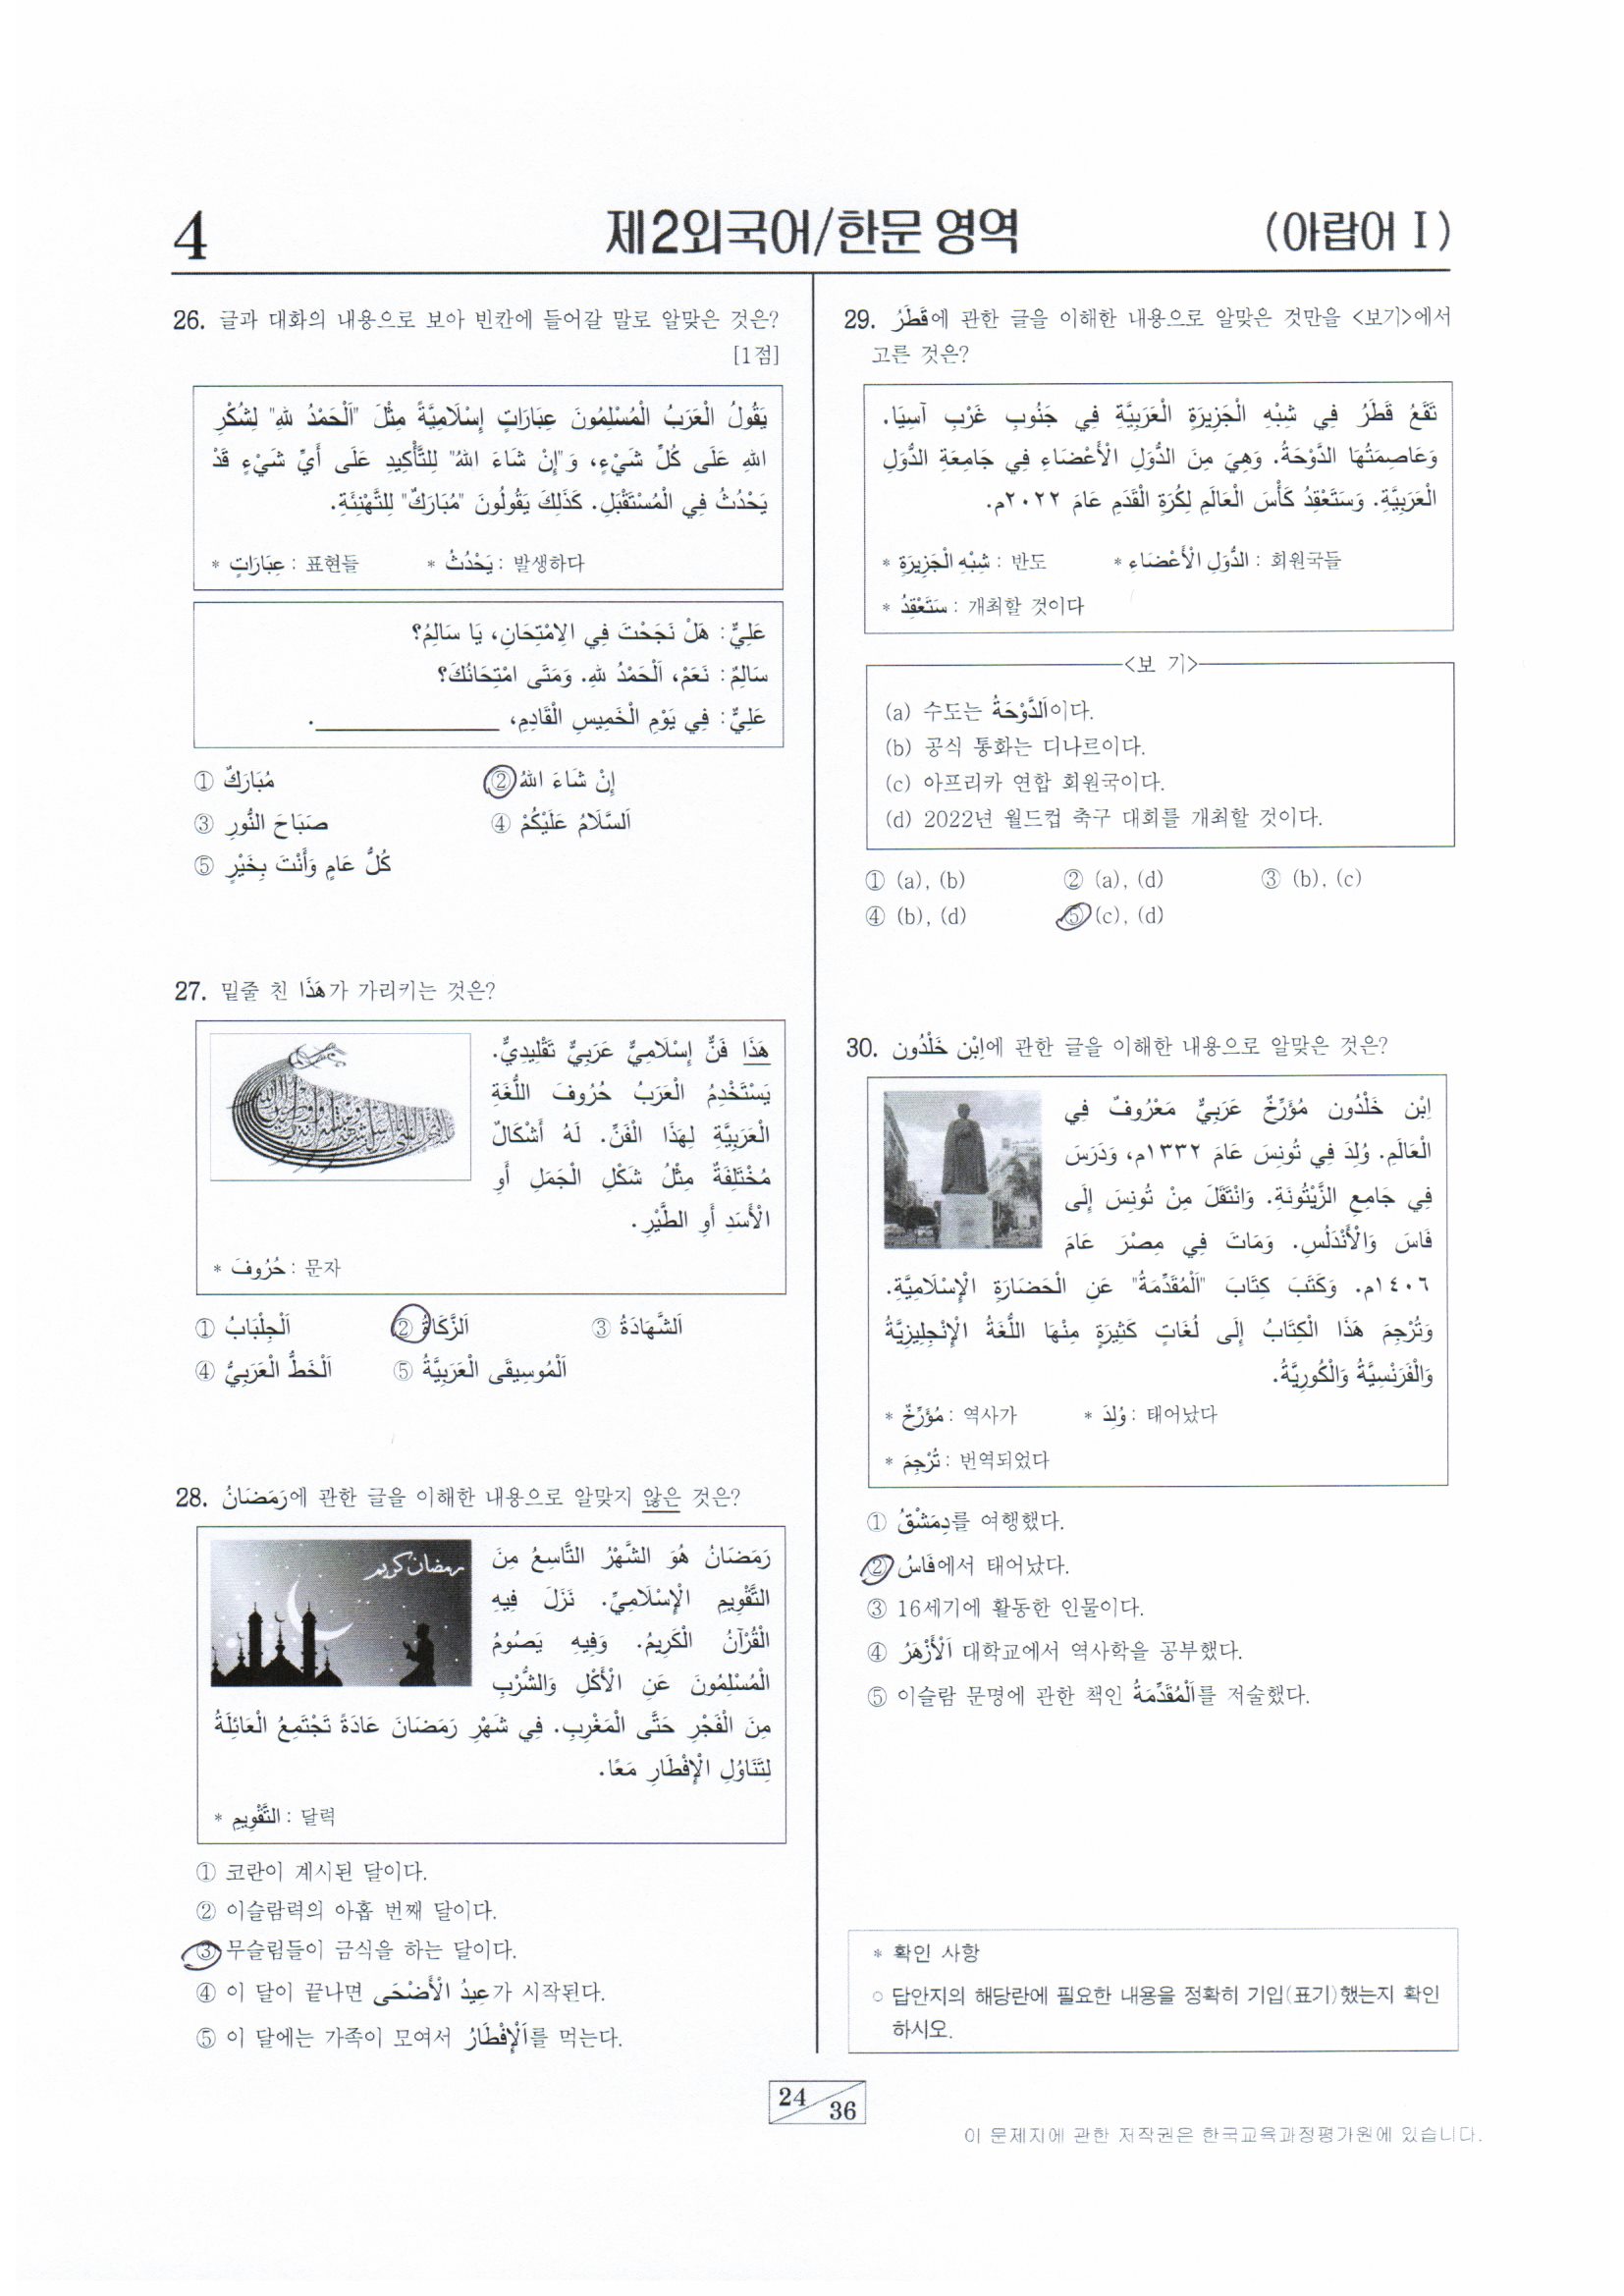 4
제2외국어/한문 영역
(아랍어Ⅰ)
26. 글과 대화의 내용으로 보아 빈칸에 들어갈 말로 알맞은 것은?
[1점]
يَقُولُ الْعَرَبُ الْمُسْلِمُونَ عِبَارَاتٍ إِسْلَامِيَّةً مِثْلَ "اَلْحَمْدُ لِلهِ" لِشُكْرِ
اللهِ عَلَى كُلِّ شَيْءٍ، وَ"إِنْ شَاءَ اللهُ" لِلتَّأْكِيدِ عَلَى أَيِّ شَيْءٍ قَدْ
يَحْدُثُ فِي الْمُسْتَقْبَلِ. كَذَلِكَ يَقُولُونَ "مُبَارَكٌ" لِلتَّهْنِئَةِ.
* عِبَارَاتٍ : 표현들 * يَحْدُثُ : 발생하다
عَلِيٌّ : هَلْ نَجَحْتَ فِي الِامْتِحَانِ، يَا سَالِمُ؟
سَالِمٌ : نَعَمْ، اَلْحَمْدُ لِلهِ. وَمَتَى امْتِحَانُكَ؟
عَلِيٌّ : فِي يَوْمِ الْخَمِيسِ الْقَادِمِ، ______________.
① مُبَارَكٌ ② إِنْ شَاءَ اللهُ
③ صَبَاحَ النُّورِ ④ اَلسَّلَامُ عَلَيْكُمْ
⑤ كُلُّ عَامٍ وَأَنْتَ بِخَيْرٍ
27. 밑줄 친 هَذَا가 가리키는 것은?
هَذَا فَنٌّ إِسْلَامِيٌّ عَرَبِيٌّ تَقْلِيدِيٌّ.
يَسْتَخْدِمُ الْعَرَبُ حُرُوفَ اللُّغَةِ
الْعَرَبِيَّةِ لِهَذَا الْفَنِّ. لَهُ أَشْكَالٌ
مُخْتَلِفَةٌ مِثْلُ شَكْلِ الْجَمَلِ أَوِ
الْأَسَدِ أَوِ الطَّيْرِ.
* حُرُوفَ : 문자
① اَلْجِلْبَابُ ② اَلزَّكَاةُ ③ اَلشَّهَادَةُ
④ اَلْخَطُّ الْعَرَبِيُّ ⑤ اَلْمُوسِيقَى الْعَرَبِيَّةُ
28. رَمَضَانُ에 관한 글을 이해한 내용으로 알맞지 않은 것은?
رمضان كريم
رَمَضَانُ هُوَ الشَّهْرُ التَّاسِعُ مِنَ
التَّقْوِيمِ الْإِسْلَامِيِّ. نَزَلَ فِيهِ
الْقُرْآنُ الْكَرِيمُ. وَفِيهِ يَصُومُ
الْمُسْلِمُونَ عَنِ الْأَكْلِ وَالشُّرْبِ
مِنَ الْفَجْرِ حَتَّى الْمَغْرِبِ. فِي شَهْرِ رَمَضَانَ عَادَةً تَجْتَمِعُ الْعَائِلَةُ
لِتَنَاوُلِ الْإِفْطَارِ مَعًا.
* التَّقْوِيمِ : 달력
① 코란이 계시된 달이다.
② 이슬람력의 아홉 번째 달이다.
③ 무슬림들이 금식을 하는 달이다.
④ 이 달이 끝나면 عِيدُ الْأَضْحَى가 시작된다.
⑤ 이 달에는 가족이 모여서 اَلْإِفْطَارُ를 먹는다.
29. قَطَرُ에 관한 글을 이해한 내용으로 알맞은 것만을 <보기>에서
고른 것은?
تَقَعُ قَطَرُ فِي شِبْهِ الْجَزِيرَةِ الْعَرَبِيَّةِ فِي جَنُوبِ غَرْبِ آسِيَا.
وَعَاصِمَتُهَا الدَّوْحَةُ. وَهِيَ مِنَ الدُّوَلِ الْأَعْضَاءِ فِي جَامِعَةِ الدُّوَلِ
الْعَرَبِيَّةِ. وَسَتَعْقِدُ كَأْسَ الْعَالَمِ لِكُرَةِ الْقَدَمِ عَامَ ٢٠٢٢م.
* شِبْهِ الْجَزِيرَةِ : 반도 * الدُّوَلِ الْأَعْضَاءِ : 회원국들
* سَتَعْقِدُ : 개최할 것이다
<보 기>
(a) 수도는 اَلدَّوْحَةُ이다.
(b) 공식 통화는 디나르이다.
(c) 아프리카 연합 회원국이다.
(d) 2022년 월드컵 축구 대회를 개최할 것이다.
① (a), (b) ② (a), (d) ③ (b), (c)
④ (b), (d) ⑤ (c), (d)
30. اِبْن خَلْدُون에 관한 글을 이해한 내용으로 알맞은 것은?
اِبْن خَلْدُون مُؤَرِّخٌ عَرَبِيٌّ مَعْرُوفٌ فِي
الْعَالَمِ. وُلِدَ فِي تُونِسَ عَامَ ١٣٣٢م، وَدَرَسَ
فِي جَامِعِ الزَّيْتُونَةِ. وَانْتَقَلَ مِنْ تُونِسَ إِلَى
فَاسَ وَالْأَنْدَلُسِ. وَمَاتَ فِي مِصْرَ عَامَ
١٤٠٦م. وَكَتَبَ كِتَابَ "اَلْمُقَدِّمَةُ" عَنِ الْحَضَارَةِ الْإِسْلَامِيَّةِ.
وَتُرْجِمَ هَذَا الْكِتَابُ إِلَى لُغَاتٍ كَثِيرَةٍ مِنْهَا اللُّغَةُ الْإِنْجِلِيزِيَّةُ
وَالْفَرَنْسِيَّةُ وَالْكُورِيَّةُ.
* مُؤَرِّخٌ : 역사가 * وُلِدَ : 태어났다
* تُرْجِمَ : 번역되었다
① دِمَشْقُ를 여행했다.
② فَاسُ에서 태어났다.
③ 16세기에 활동한 인물이다.
④ اَلْأَزْهَرُ 대학교에서 역사학을 공부했다.
⑤ 이슬람 문명에 관한 책인 اَلْمُقَدِّمَةُ를 저술했다.
* 확인 사항
○ 답안지의 해당란에 필요한 내용을 정확히 기입(표기)했는지 확인
하시오.
24
36
이 문제지에 관한 저작권은 한국교육과정평가원에 있습니다.